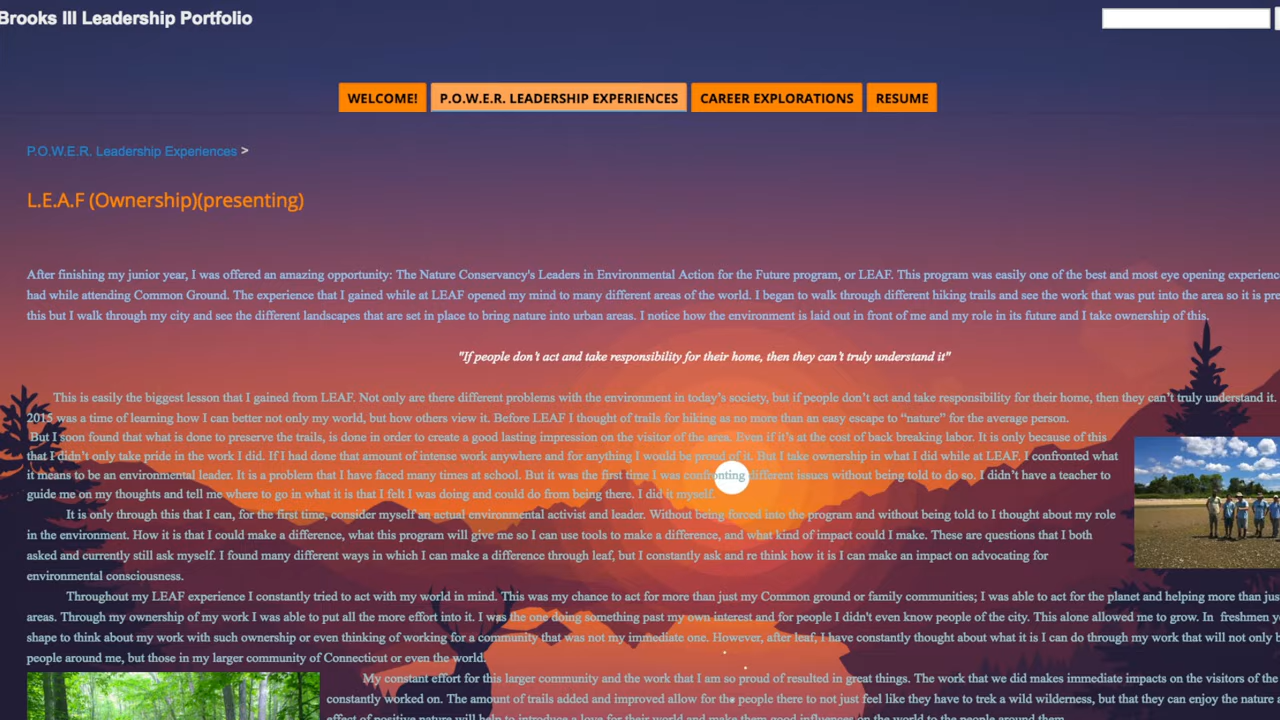 Brooks III Leadership Portfolio
WELCOME!
P.O.W.E.R. LEADERSHIP EXPERIENCES
CAREER EXPLORATIONS
RESUME
P.O.W.E.R. Leadership Experiences >
L.E.A.F (Ownership)(presenting)
After finishing my junior year, I was offered an amazing opportunity: The Nature Conservancy's Leaders in Environmental Action for the Future program, or LEAF. This program was easily one of the best and most eye opening
had while attending Common Ground. The experience that I gained while at LEAF opened my mind to many different areas of the world. I began to walk through different hiking trails and see the work that was put into the area so it is
this but I walk through my city and see the different landscapes that are set in place to bring nature into urban areas. I notice how the environment is laid out in front of me and my role in its future and I take ownership of this.
"If people don't act and take responsibility for their home, then they can't truly understand it"
This is easily the biggest lesson that I gained from LEAF. Not only are there different problems with the environment in today's society, but if people don't act and take responsibility for their home, then they can't truly understand it.
2015 was a time of learning how I can better not only my world, but how others view it. Before LEAF I thought of trails for hiking as no more than an easy escape to “nature” for the average person.
But I soon found that what is done to preserve the trails, is done in order to create a good lasting impression on the visitor of the area. Even if it's at the cost of back breaking labor. It is only because of this
that I didn't only take pride in the work I did. If I had done that amount of intense work anywhere and for anything I would be proud of it. But I take ownership in what I did while at LEAF. I confronted what
it means to be an environmental leader. It is a problem that I have faced many times at school. But it was the first time I was confronting different issues without being told to do so. I didn't have a teacher to
guide me on my thoughts and tell me where to go in what it is that I felt I was doing and could do from being there. I did it myself.
It is only through this that I can, for the first time, consider myself an actual environmental activist and leader. Without being forced into the program and without being told to I thought about my role
in the environment. How it is that I could make a difference, what this program will give me so I can use tools to make a difference, and what kind of impact could I make. These are questions that I both
asked and currently still ask myself. I found many different ways in which I can make a difference through leaf, but I constantly ask and re think how it is I can make an impact on advocating for
environmental consciousness.
Throughout my LEAF experience I constantly tried to act with my world in mind. This was my chance to act for more than just my Common ground or family communities; I was able to act for the planet and helping more than
areas. Through my ownership of my work I was able to put all the more effort into it. I was the one doing something past my own interest and for people I didn't even know people of the city. This alone allowed me to grow. In freshmen
shape to think about my work with such ownership or even thinking of working for a community that was not my immediate one. However, after leaf, I have constantly thought about what it is I can do through my work that will not only
people around me, but those in my larger community of Connecticut or even the world.
My constant effort for this larger community and the work that I am so proud of resulted in great things. The work that we did makes immediate impacts on the visitors of the
constantly worked on. The amount of trails added and improved allow for the people there to not just feel like they have to trek a wild wilderness, but that they can enjoy the nature
effect of positive nature will help to introduce a love for their world and make them good influences on the world to the people around them.